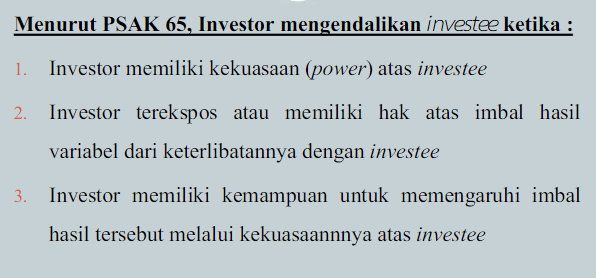 Menurut PSAK 65, Investor mengendalikan investee ketika :
1. Investor memiliki kekuasaan (power) atas investee
2. Investor terekspos atau memiliki hak atas imbal hasil
variabel dari keterlibatannya dengan investee
3. Investor memiliki kemampuan untuk memengaruhi imbal
hasil tersebut melalui kekuasaannnya atas investee